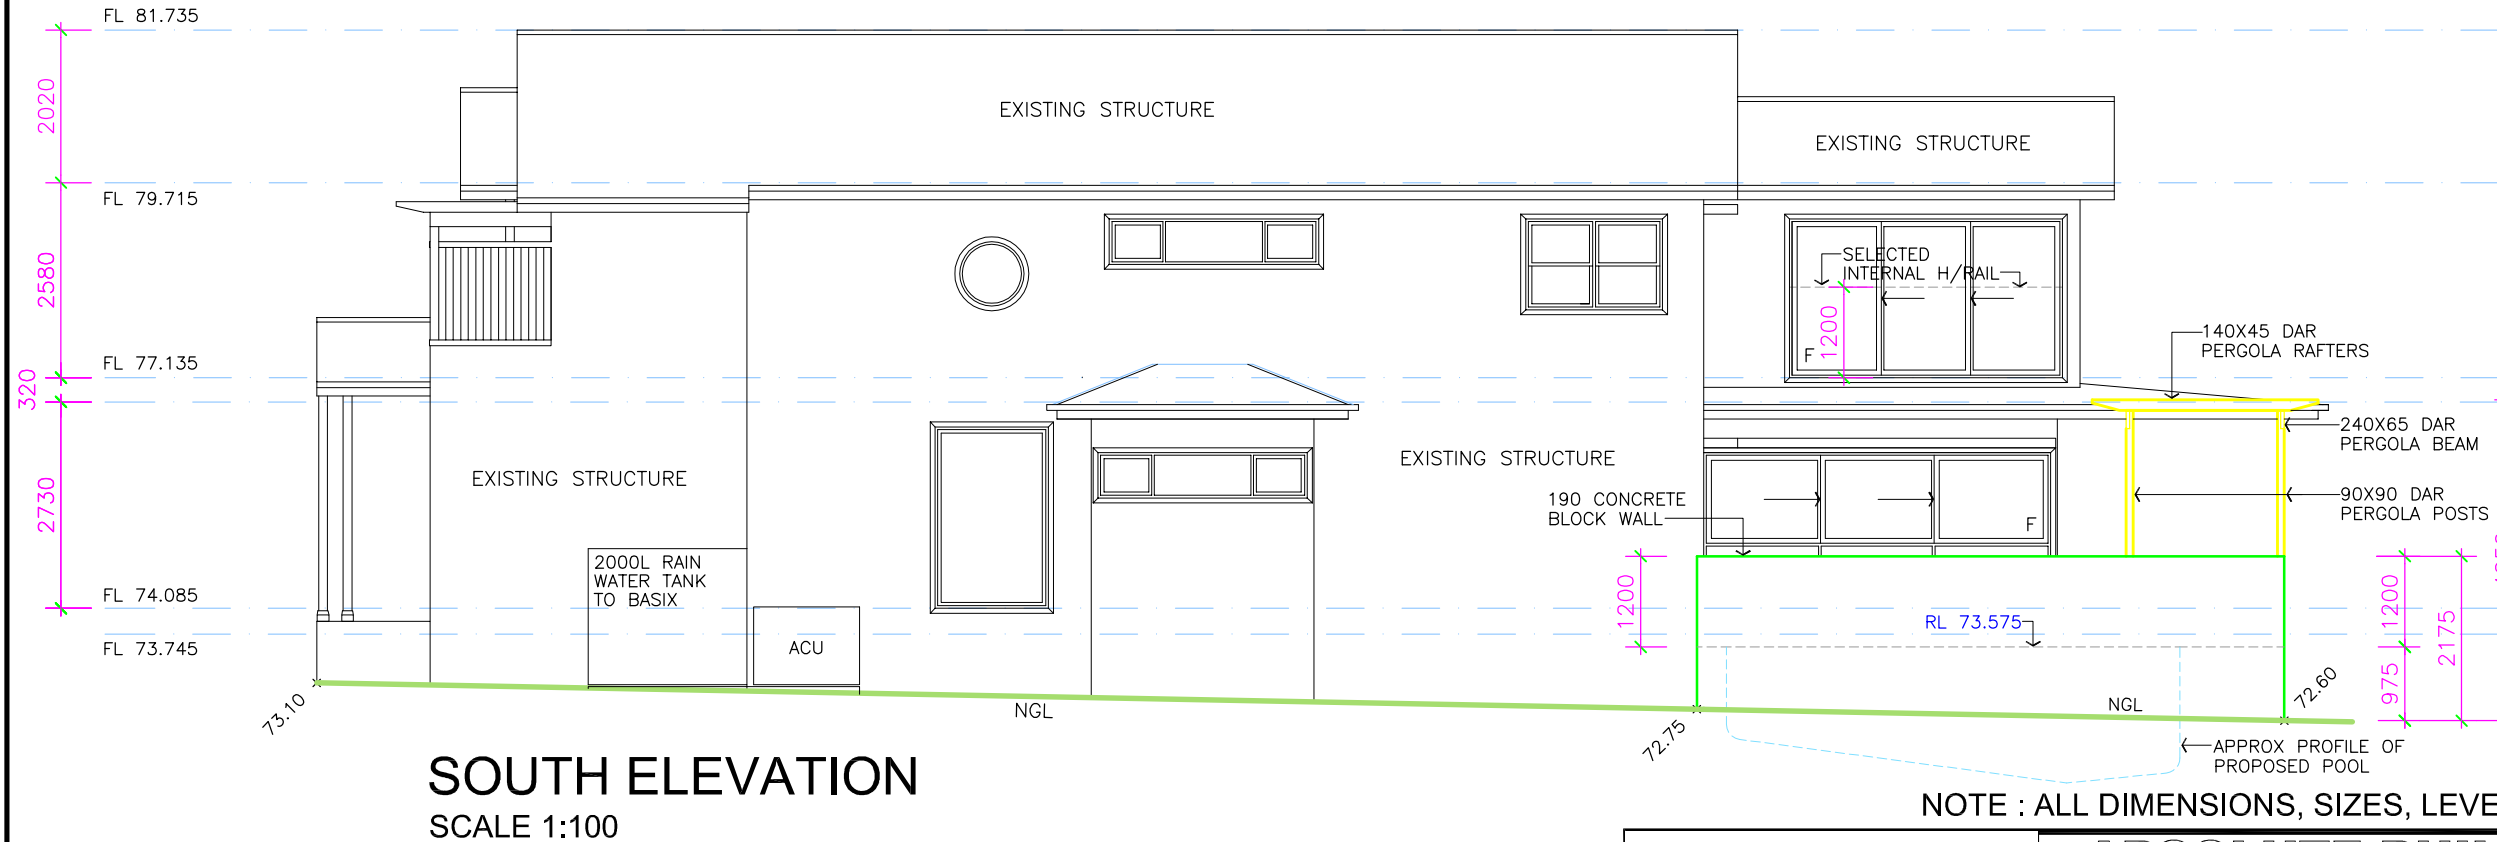 FL 81.735
2020
EXISTING STRUCTURE
EXISTING STRUCTURE
FL 79.715
2580
SELECTED
INTERNAL H/RAIL
1200
F
140X45 DAR
PERGOLA RAFTERS
FL 77.135
320
240X65 DAR
PERGOLA BEAM
EXISTING STRUCTURE
EXISTING STRUCTURE
2730
190 CONCRETE
BLOCK WALL
F
90X90 DAR
PERGOLA POSTS
2000L RAIN
WATER TANK
TO BASIX
FL 74.085
1200
RL 73.575
1200
2175
FL 73.745
ACU
975
73.10
NGL
NGL
72.60
72.75
APPROX PROFILE OF
PROPOSED POOL
SOUTH ELEVATION
SCALE 1:100
NOTE : ALL DIMENSIONS, SIZES, LEVE